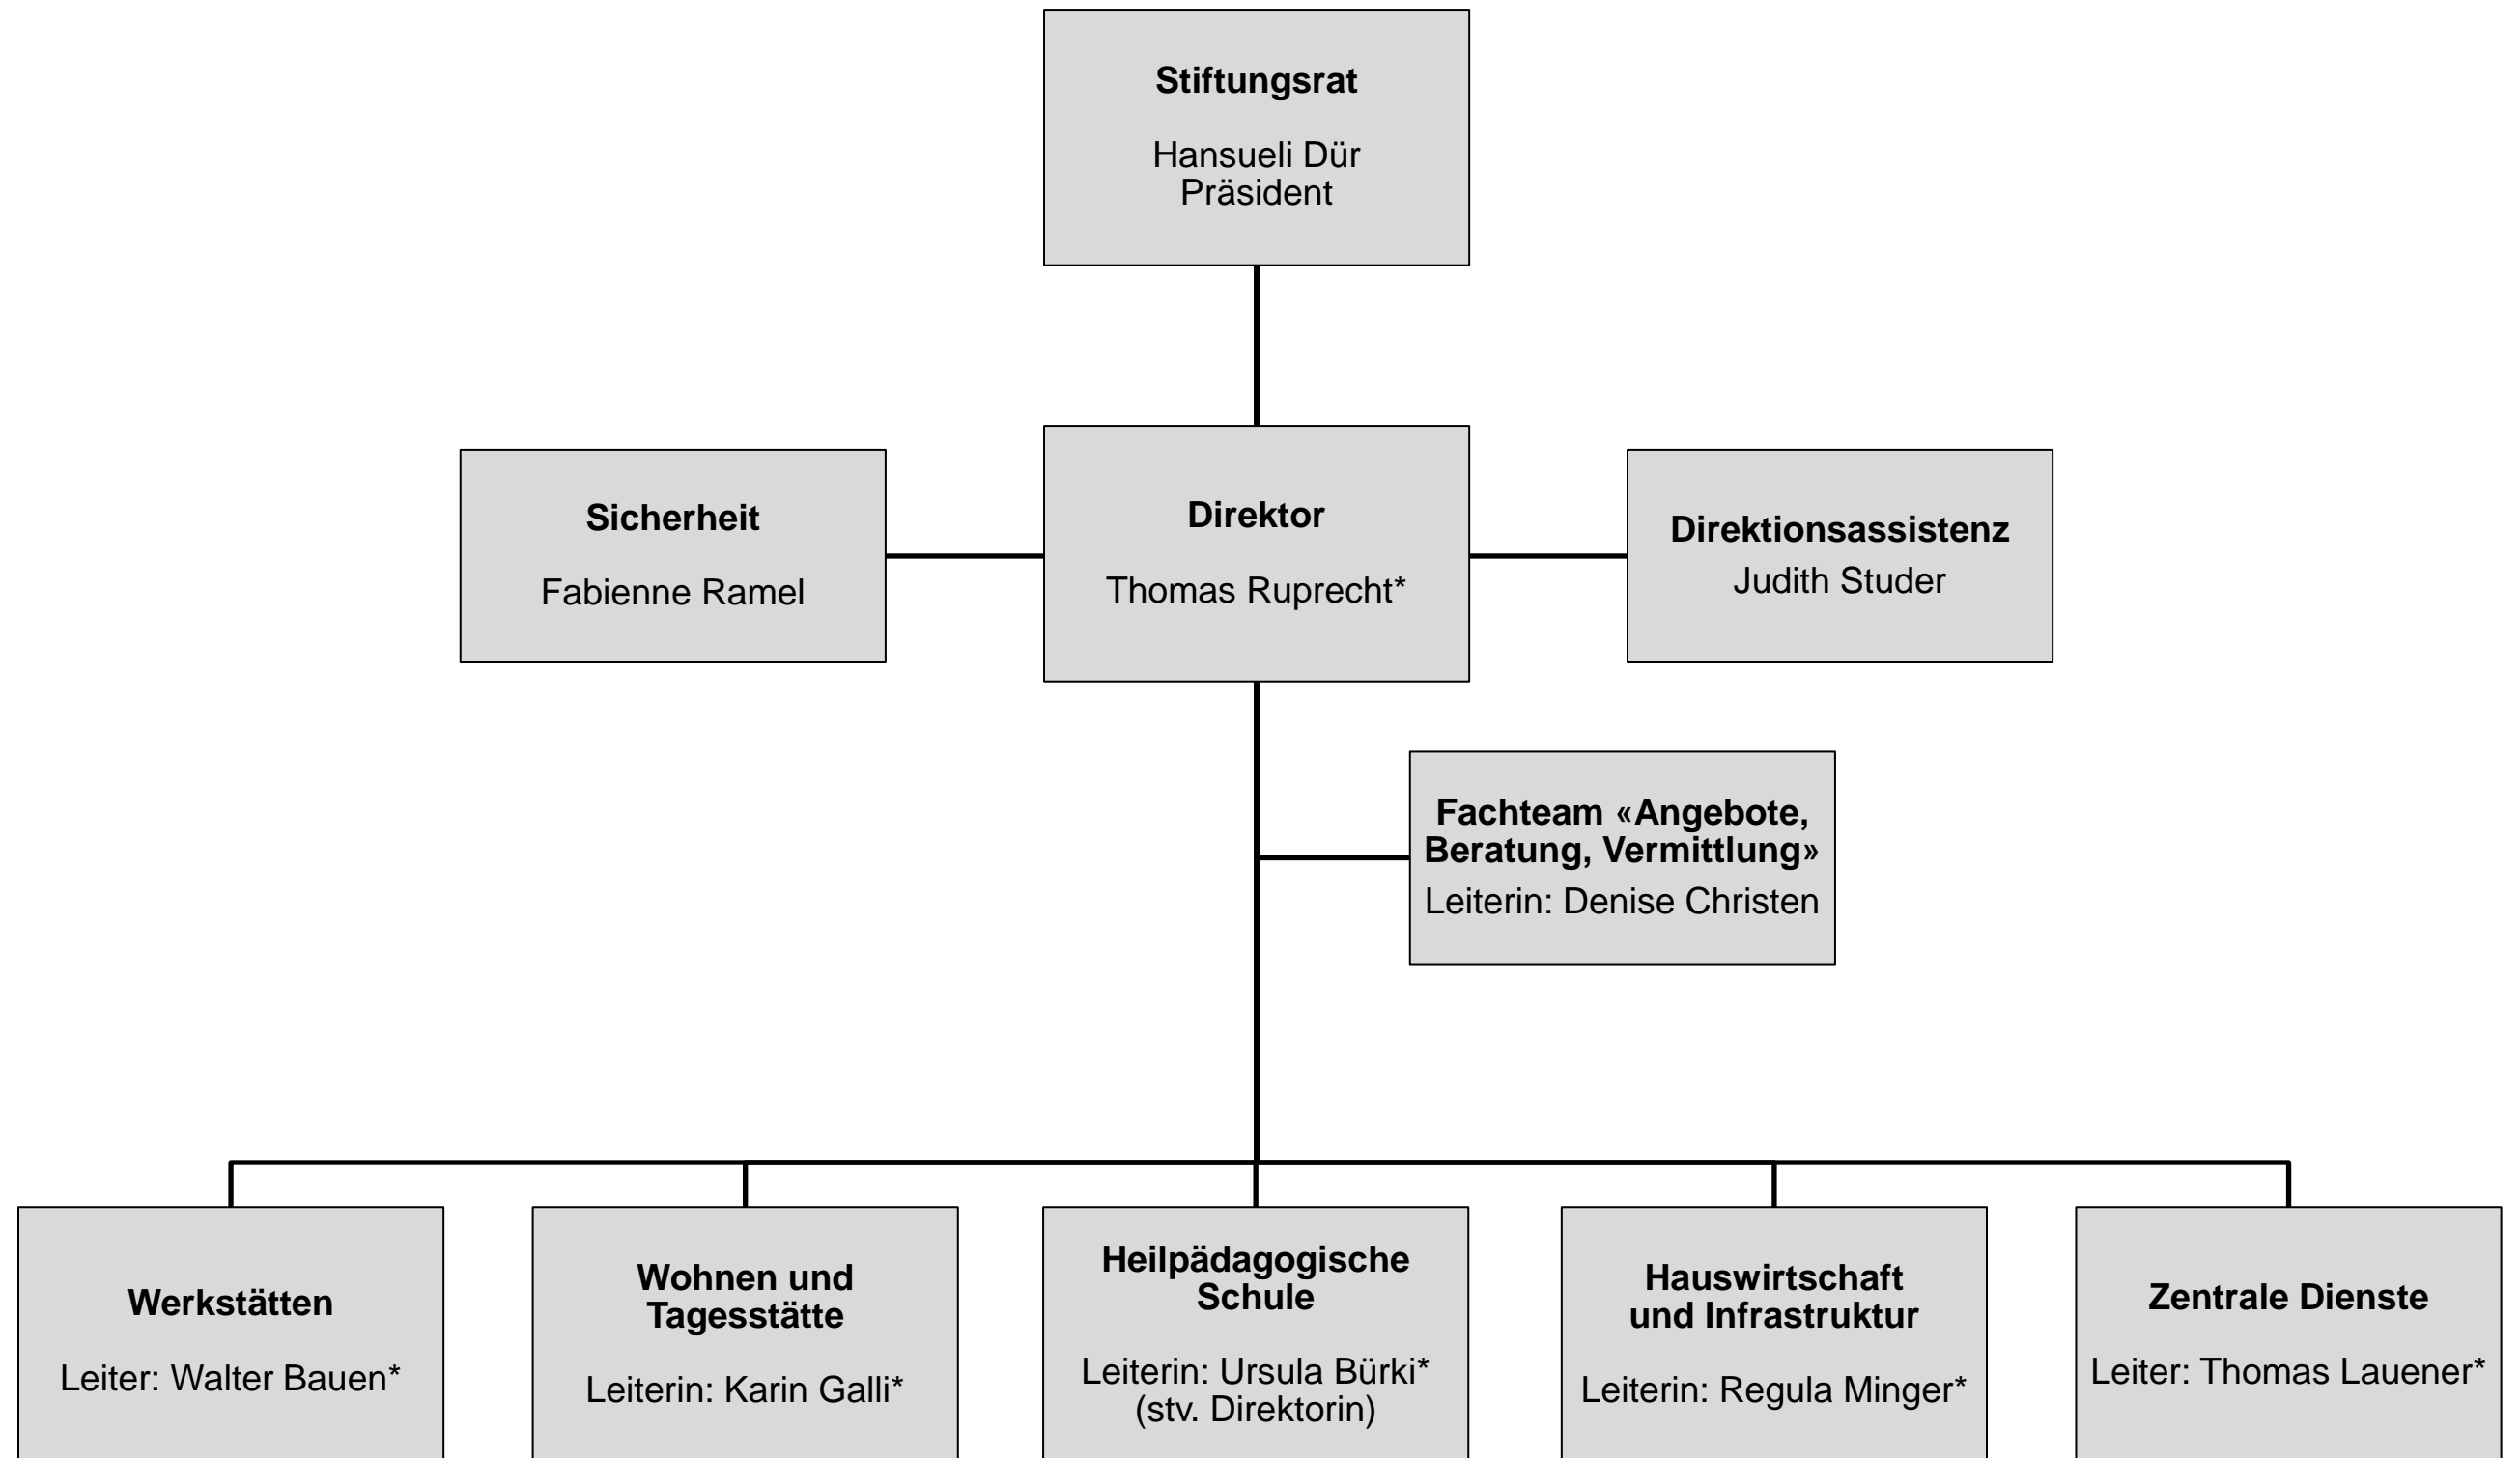 Stiftungsrat
Hansueli Dür
Präsident
Sicherheit
Fabienne Ramel
Direktor
Thomas Ruprecht*
Direktionsassistenz
Judith Studer
Fachteam «Angebote,
Beratung, Vermittlung»
Leiterin: Denise Christen
Werkstätten
Leiter: Walter Bauen*
Wohnen und
Tagesstätte
Leiterin: Karin Galli*
Heilpädagogische
Schule
Leiterin: Ursula Bürki*
(stv. Direktorin)
Hauswirtschaft
und Infrastruktur
Leiterin: Regula Minger*
Zentrale Dienste
Leiter: Thomas Lauener*